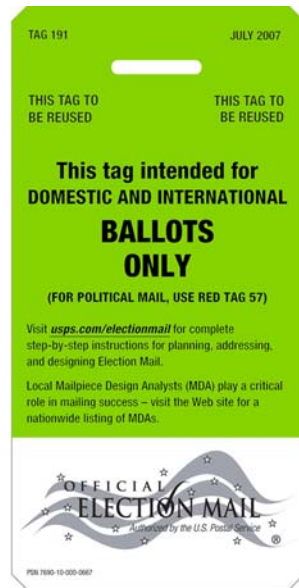 TAG 191 JULY 2007
THIS TAG TO THIS TAG TO
BE REUSED BE REUSED
This tag intended for
DOMESTIC AND INTERNATIONAL
BALLOTS
ONLY
(FOR POLITICAL MAIL, USE RED TAG 57)
Visit usps.com/electionmail for complete
step-by-step instructions for planning, addressing,
and designing Election Mail.
Local Mailpiece Design Analysts (MDA) play a critical
role in mailing success – visit the Web site for a
nationwide listing of MDAs.
OFFICIAL
ELECTION MAIL
Authorized by the U.S. Postal Service
®
PSN 7690-10-000-0667